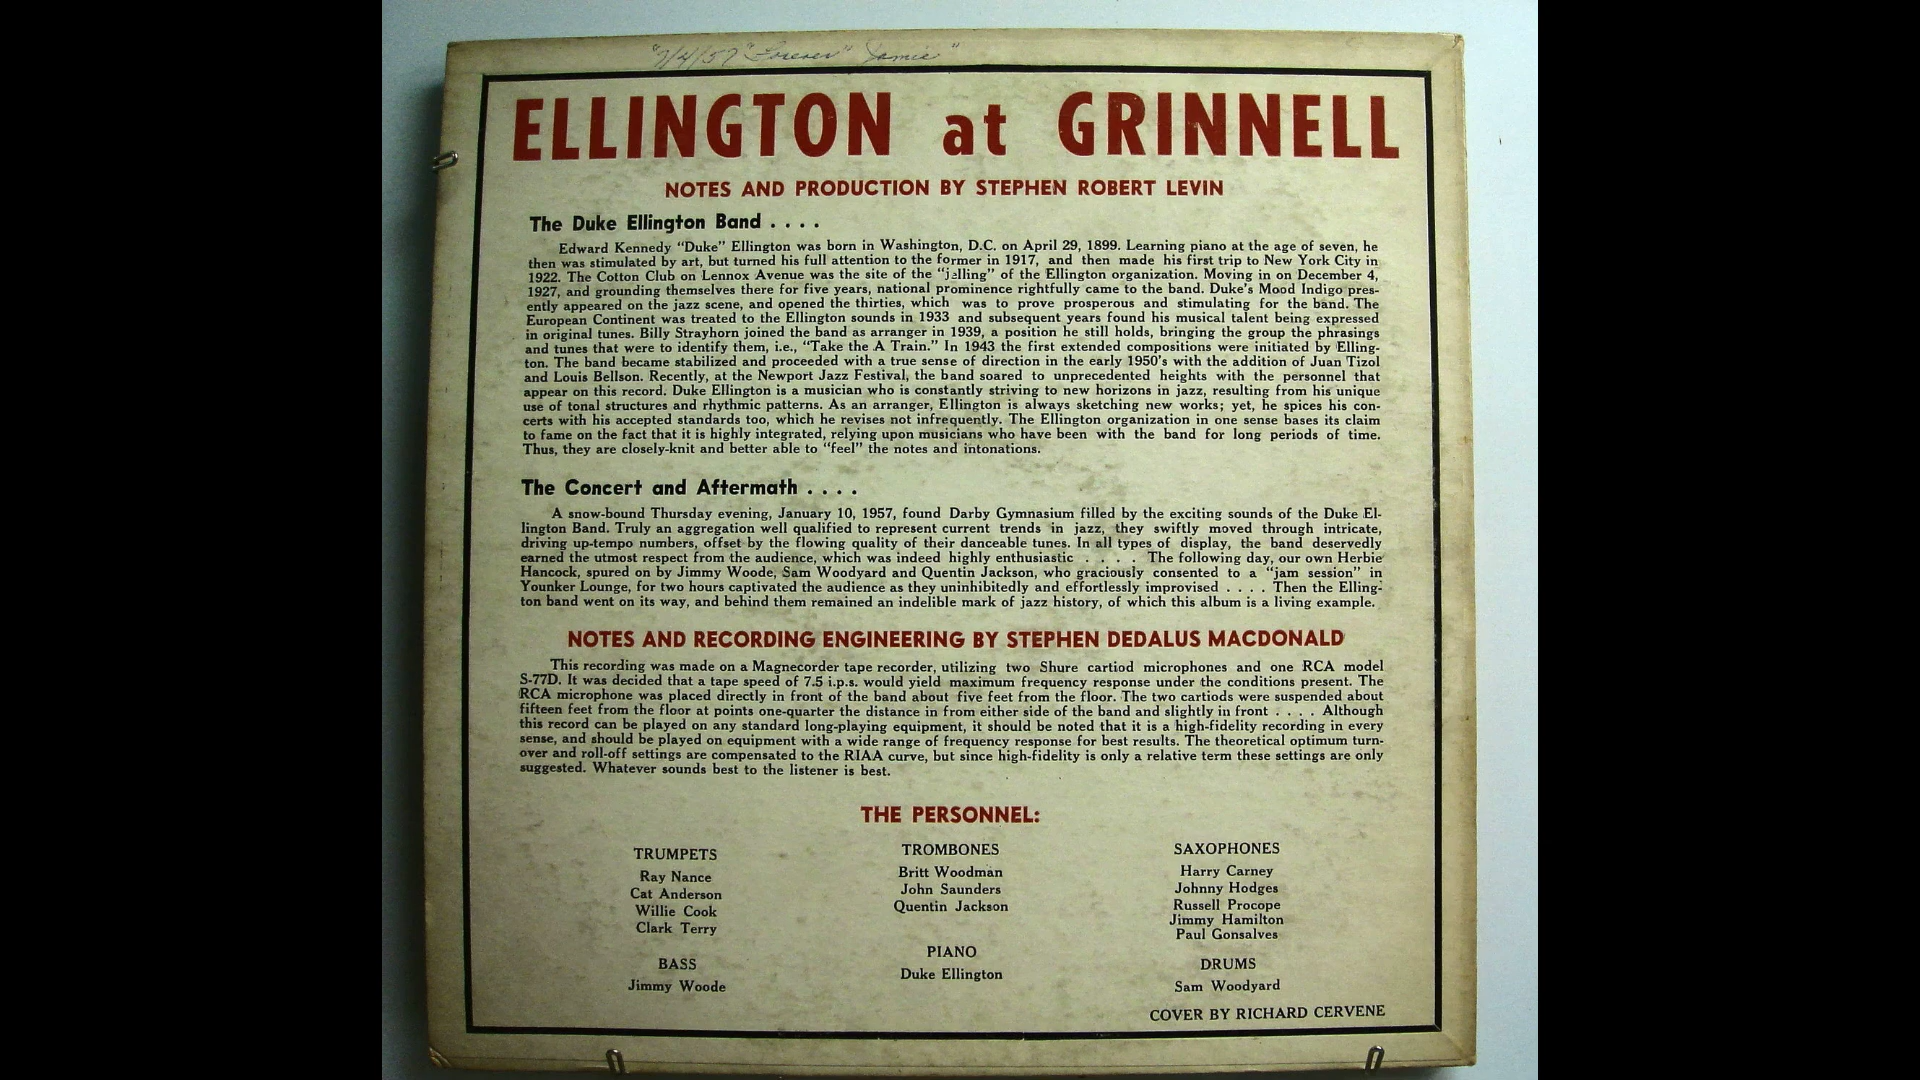 "9/4/57 "Forever" Jamie"
ELLINGTON at GRINNELL
NOTES AND PRODUCTION BY STEPHEN ROBERT LEVIN
The Duke Ellington Band . . . .
Edward Kennedy “Duke” Ellington was born in Washington, D.C. on April 29, 1899. Learning piano at the age of seven, he
then was stimulated by art, but turned his full attention to the former in 1917, and then made his first trip to New York City in
1922. The Cotton Club on Lennox Avenue was the site of the “jelling” of the Ellington organization. Moving in on December 4,
1927, and grounding themselves there for five years, national prominence rightfully came to the band. Duke’s Mood Indigo pres-
ently appeared on the jazz scene, and opened the thirties, which was to prove prosperous and stimulating for the band. The
European Continent was treated to the Ellington sounds in 1933 and subsequent years found his musical talent being expressed
in original tunes. Billy Strayhorn joined the band as arranger in 1939, a position he still holds, bringing the group the phrasings
and tunes that were to identify them, i.e., “Take the A Train.” In 1943 the first extended compositions were initiated by Elling-
ton. The band became stabilized and proceeded with a true sense of direction in the early 1950’s with the addition of Juan Tizol
and Louis Bellson. Recently, at the Newport Jazz Festival, the band soared to unprecedented heights with the personnel that
appear on this record. Duke Ellington is a musician who is constantly striving to new horizons in jazz, resulting from his unique
use of tonal structures and rhythmic patterns. As an arranger, Ellington is always sketching new works; yet, he spices his con-
certs with his accepted standards too, which he revises not infrequently. The Ellington organization in one sense bases its claim
to fame on the fact that it is highly integrated, relying upon musicians who have been with the band for long periods of time.
Thus, they are closely-knit and better able to “feel” the notes and intonations.
The Concert and Aftermath . . . .
A snow-bound Thursday evening, January 10, 1957, found Darby Gymnasium filled by the exciting sounds of the Duke El-
lington Band. Truly an aggregation well qualified to represent current trends in jazz, they swiftly moved through intricate,
driving up-tempo numbers, offset by the flowing quality of their danceable tunes. In all types of display, the band deservedly
earned the utmost respect from the audience, which was indeed highly enthusiastic . . . . The following day, our own Herbie
Hancock, spured on by Jimmy Woode, Sam Woodyard and Quentin Jackson, who graciously consented to a “jam session” in
Younker Lounge, for two hours captivated the audience as they uninhibitedly and effortlessly improvised . . . . Then the Elling-
ton band went on its way, and behind them remained an indelible mark of jazz history, of which this album is a living example.
NOTES AND RECORDING ENGINEERING BY STEPHEN DEDALUS MACDONALD
This recording was made on a Magnecorder tape recorder, utilizing two Shure cartiod microphones and one RCA model
S-77D. It was decided that a tape speed of 7.5 i.p.s. would yield maximum frequency response under the conditions present. The
RCA microphone was placed directly in front of the band about five feet from the floor. The two cartiods were suspended about
fifteen feet from the floor at points one-quarter the distance in from either side of the band and slightly in front . . . . Although
this record can be played on any standard long-playing equipment, it should be noted that it is a high-fidelity recording in every
sense, and should be played on equipment with a wide range of frequency response for best results. The theoretical optimum turn-
over and roll-off settings are compensated to the RIAA curve, but since high-fidelity is only a relative term these settings are only
suggested. Whatever sounds best to the listener is best.
THE PERSONNEL:
TRUMPETS
Ray Nance
Cat Anderson
Willie Cook
Clark Terry
BASS
Jimmy Woode
TROMBONES
Britt Woodman
John Saunders
Quentin Jackson
PIANO
Duke Ellington
SAXOPHONES
Harry Carney
Johnny Hodges
Russell Procope
Jimmy Hamilton
Paul Gonsalves
DRUMS
Sam Woodyard
COVER BY RICHARD CERVENE